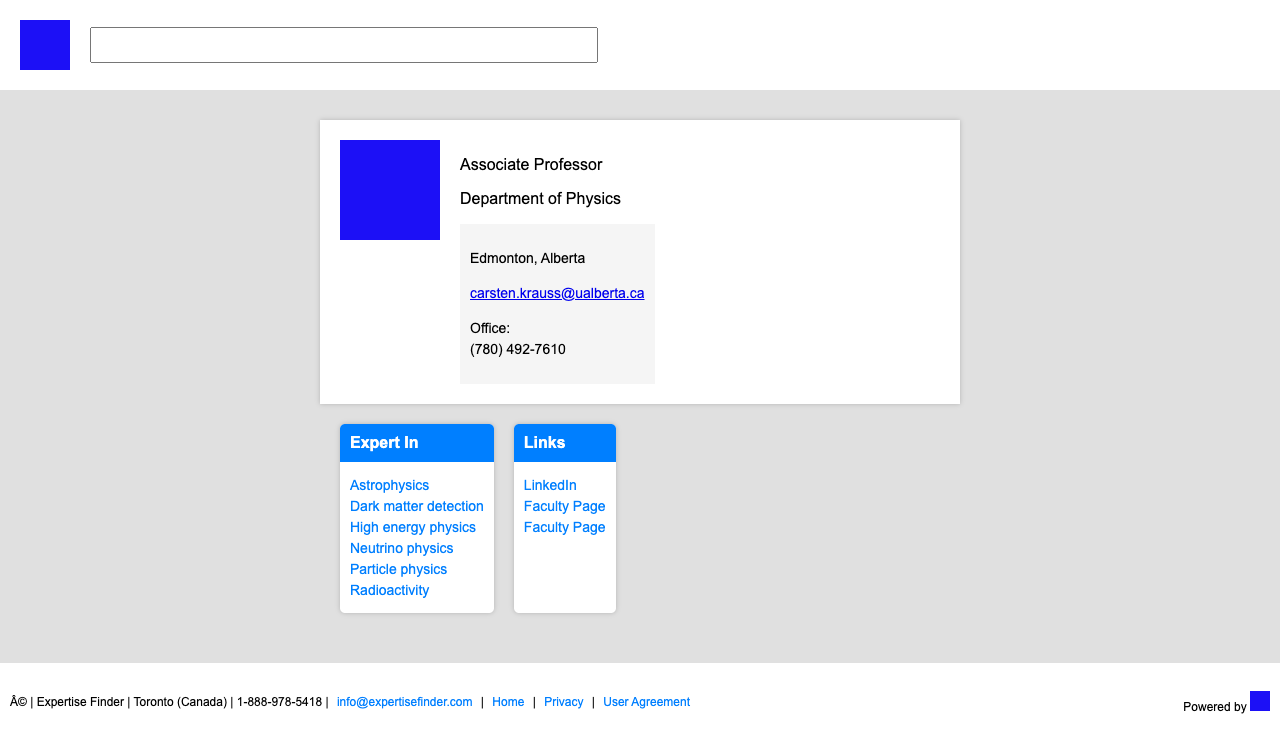 Associate Professor
Department of Physics
Edmonton, Alberta
carsten.krauss@ualberta.ca
Office:
(780) 492-7610
Expert In
Astrophysics
Dark matter detection
High energy physics
Neutrino physics
Particle physics
Radioactivity
Links
LinkedIn
Faculty Page
Faculty Page
Â© | Expertise Finder | Toronto (Canada) | 1-888-978-5418 | info@expertisefinder.com | Home | Privacy | User Agreement
Powered by